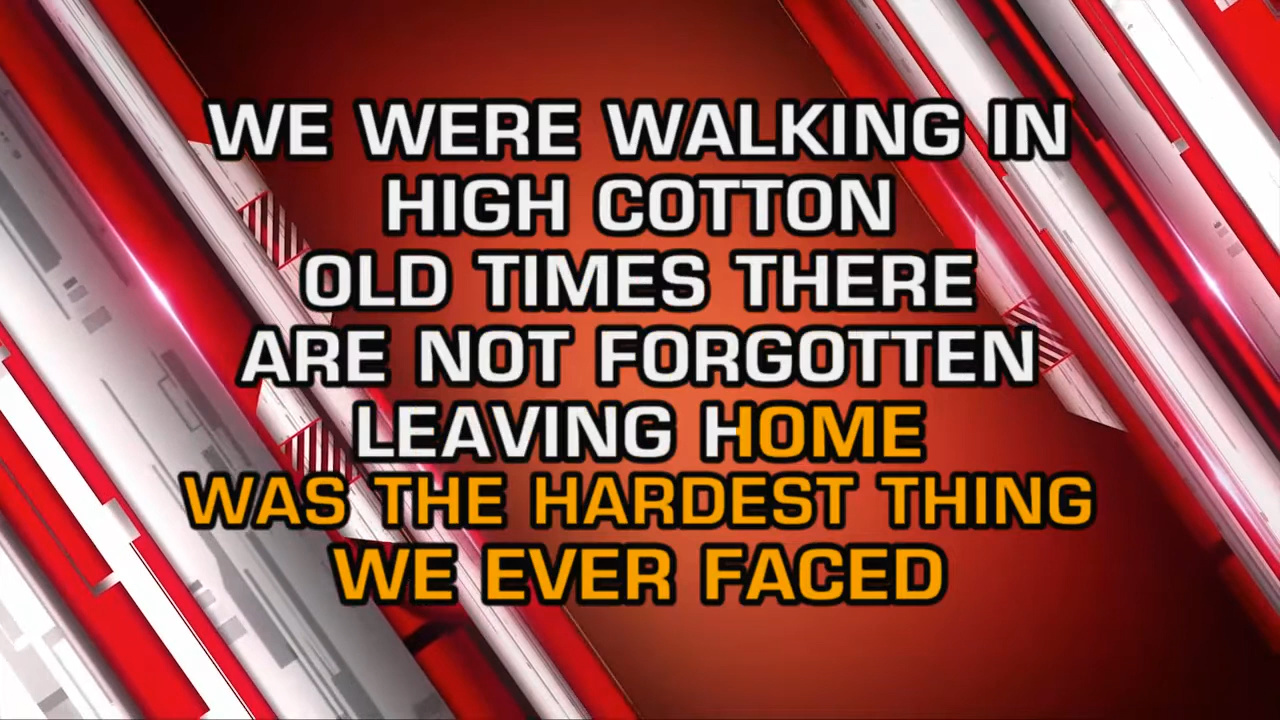 WE WERE WALKING IN
HIGH COTTON
OLD TIMES THERE
ARE NOT FORGOTTEN
LEAVING HOME
WAS THE HARDEST THING
WE EVER FACED